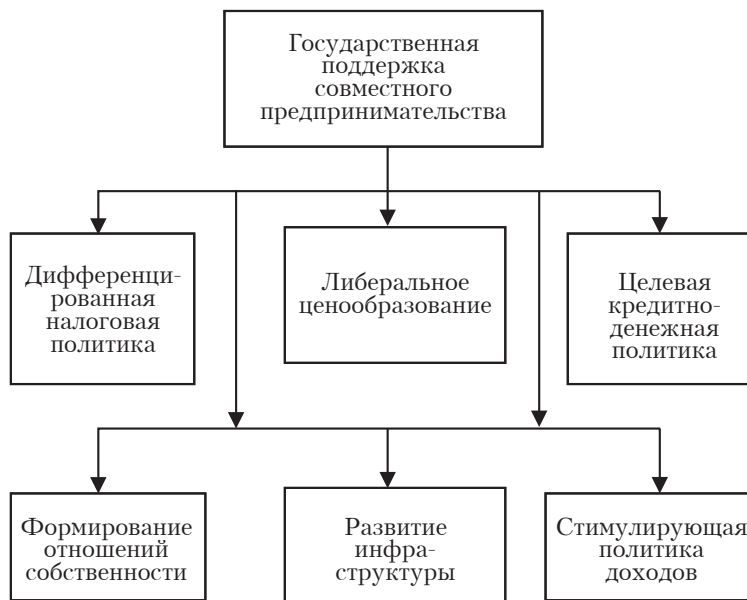 Государственная
поддержка
совместного
предпринимательства
Дифференци-
рованная
налоговая
политика
Либеральное
ценообразование
Целевая
кредитно-
денежная
политика
Формирование
отношений
собственности
Развитие
инфра-
структуры
Стимулирующая
политика
доходов